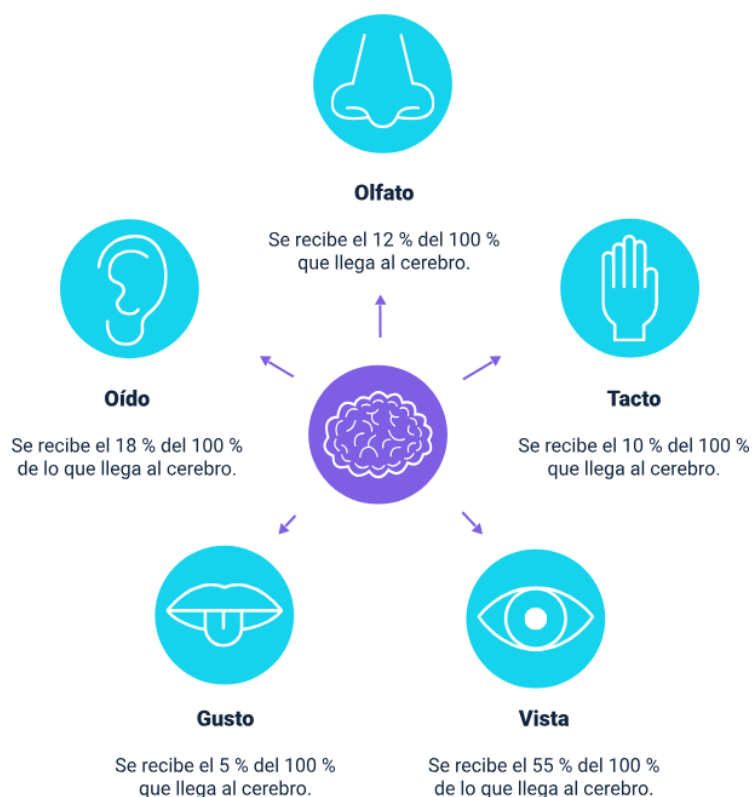 Olfato
Se recibe el 12 % del 100 %
que llega al cerebro.
Oído
Se recibe el 18 % del 100 %
de lo que llega al cerebro.
Tacto
Se recibe el 10 % del 100 %
que llega al cerebro.
Gusto
Se recibe el 5 % del 100 %
que llega al cerebro.
Vista
Se recibe el 55 % del 100 %
de lo que llega al cerebro.